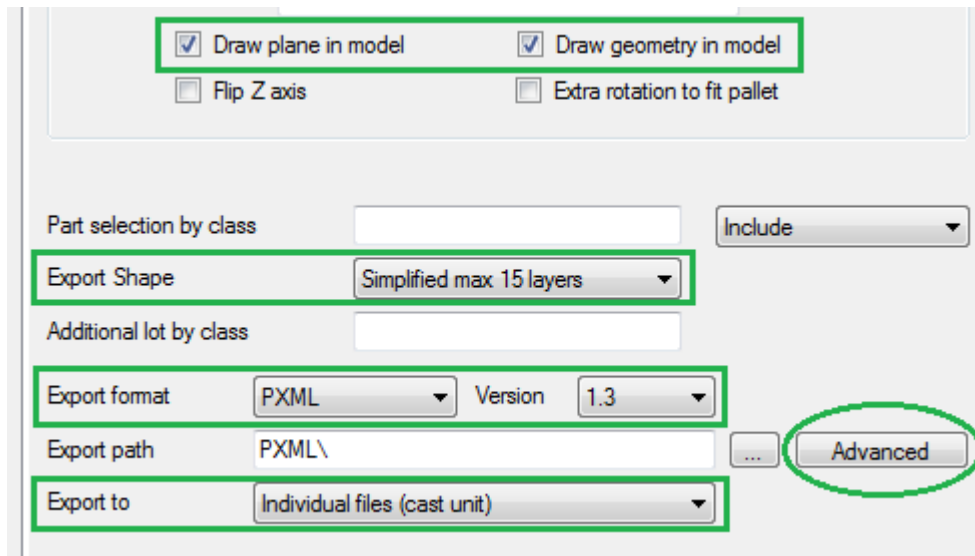 Draw plane in model Draw geometry in model
Flip Z axis Extra rotation to fit pallet
Part selection by class Include
Export Shape Simplified max 15 layers
Additional lot by class
Export format PXML Version 1.3
Export path PXML\ ... Advanced
Export to Individual files (cast unit)